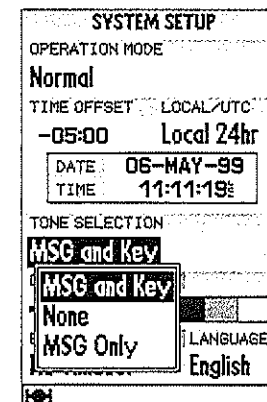 SYSTEM SETUP
OPERATION MODE
Normal
TIME OFFSET LOCAL/UTC
-05:00 Local 24hr
DATE 06-MAY-99
TIME 11:11:19
TONE SELECTION
MSG and Key
MSG and Key
None
MSG Only
LANGUAGE
English